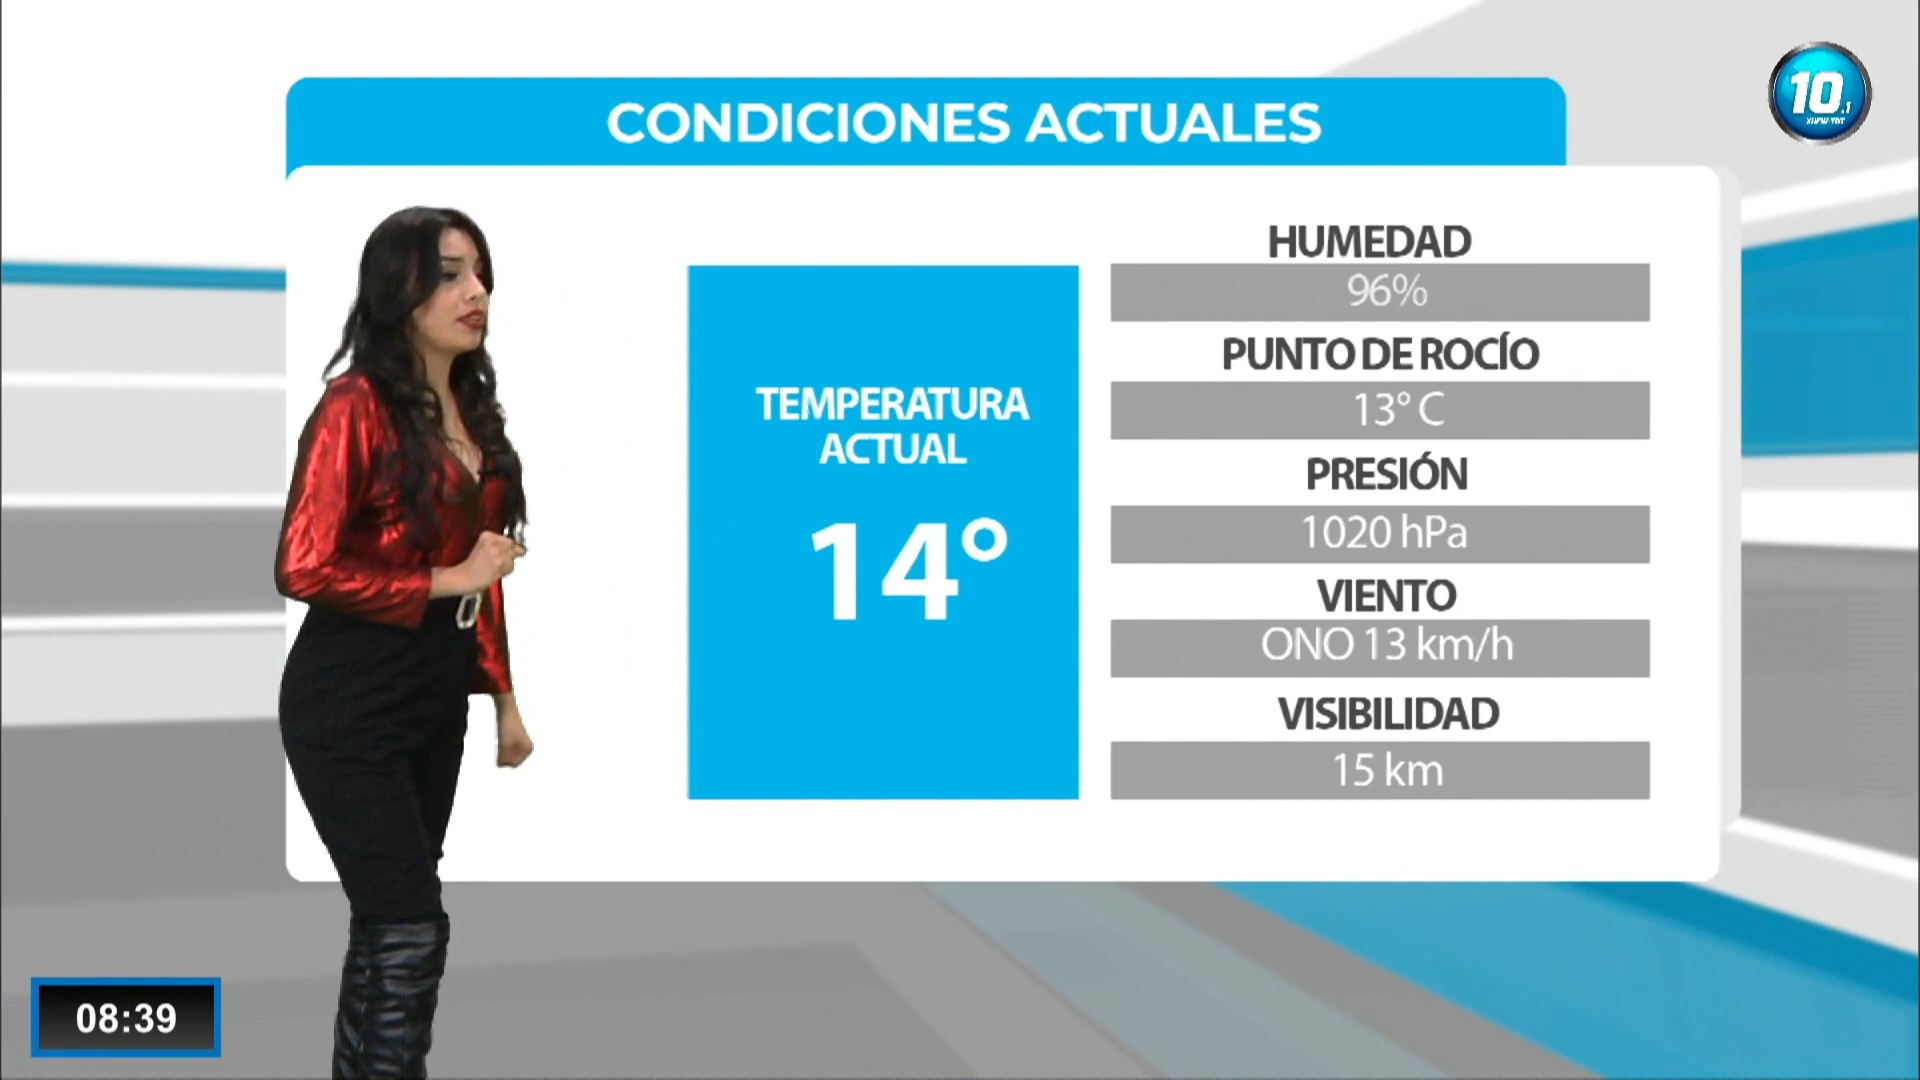 CONDICIONES ACTUALES
10.1
TEMPERATURA
ACTUAL
14°
HUMEDAD
96%
PUNTO DE ROCÍO
13° C
PRESIÓN
1020 hPa
VIENTO
ONO 13 km/h
VISIBILIDAD
15 km
08:39